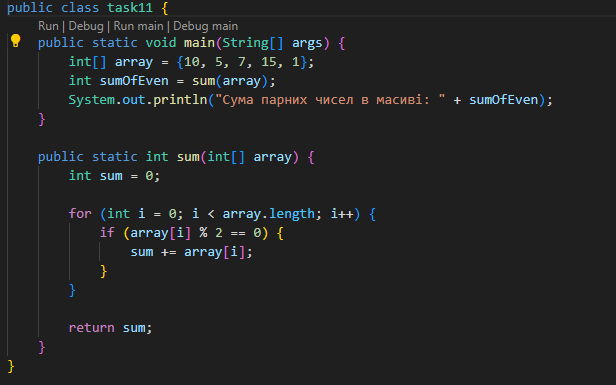 public class task11 {
Run | Debug | Run main | Debug main
public static void main(String[] args) {
int[] array = {10, 5, 7, 15, 1};
int sumOfEven = sum(array);
System.out.println("Сума парних чисел в масиві: " + sumOfEven);
}
public static int sum(int[] array) {
int sum = 0;
for (int i = 0; i < array.length; i++) {
if (array[i] % 2 == 0) {
sum += array[i];
}
}
return sum;
}
}